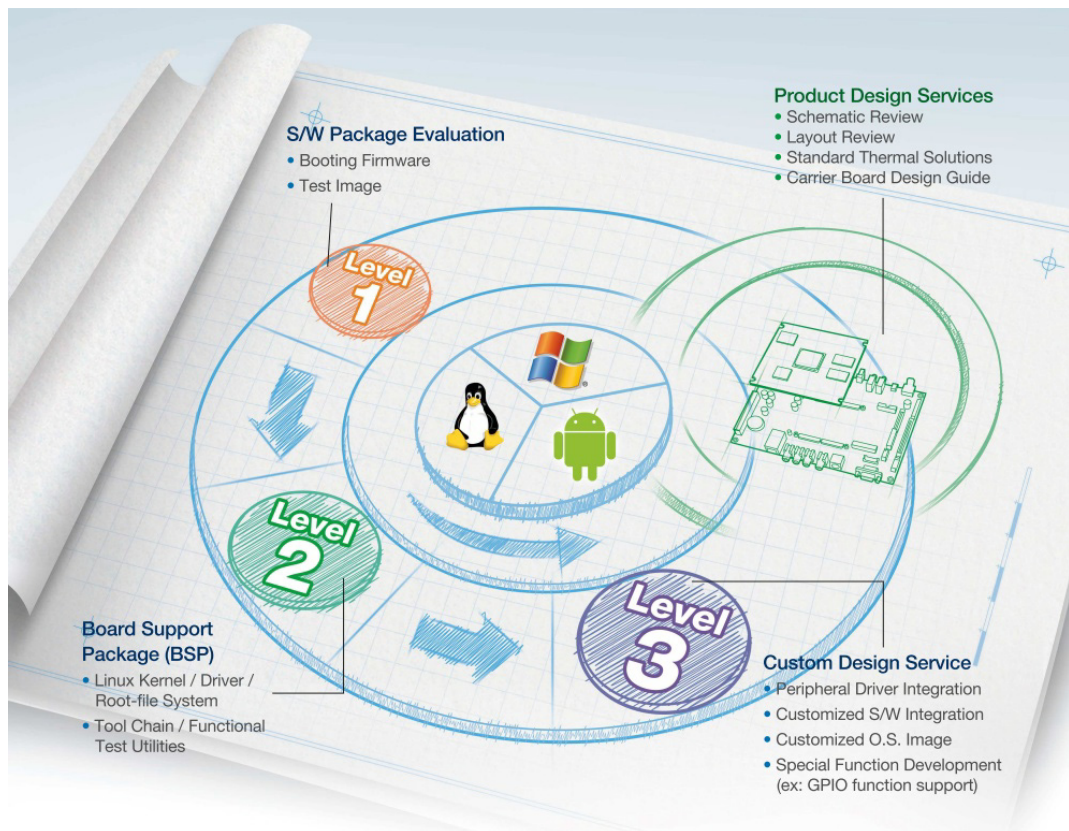 Product Design Services
• Schematic Review
• Layout Review
• Standard Thermal Solutions
• Carrier Board Design Guide
S/W Package Evaluation
• Booting Firmware
• Test Image
Level
1
Level
2
Level
3
Board Support
Package (BSP)
• Linux Kernel / Driver /
Root-file System
• Tool Chain / Functional
Test Utilities
Custom Design Service
• Peripheral Driver Integration
• Customized S/W Integration
• Customized O.S. Image
• Special Function Development
(ex: GPIO function support)